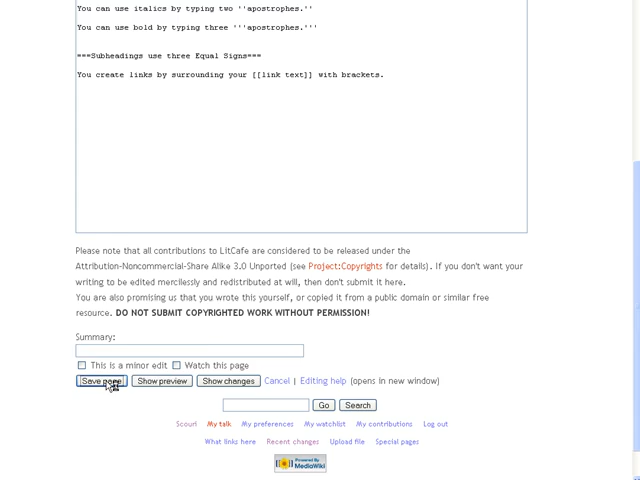 You can use italics by typing two ''apostrophes.''
You can use bold by typing three '''apostrophes.'''
===Subheadings use three Equal Signs===
You create links by surrounding your [[link text]] with brackets.
Please note that all contributions to LitCafe are considered to be released under the
Attribution-Noncommercial-Share Alike 3.0 Unported (see Project:Copyrights for details). If you don't want your
writing to be edited mercilessly and redistributed at will, then don't submit it here.
You are also promising us that you wrote this yourself, or copied it from a public domain or similar free
resource. DO NOT SUBMIT COPYRIGHTED WORK WITHOUT PERMISSION!
Summary:
This is a minor edit Watch this page
Save page Show preview Show changes Cancel | Editing help (opens in new window)
Go Search
Scouri My talk My preferences My watchlist My contributions Log out
What links here Recent changes Upload file Special pages
Powered By
MediaWiki